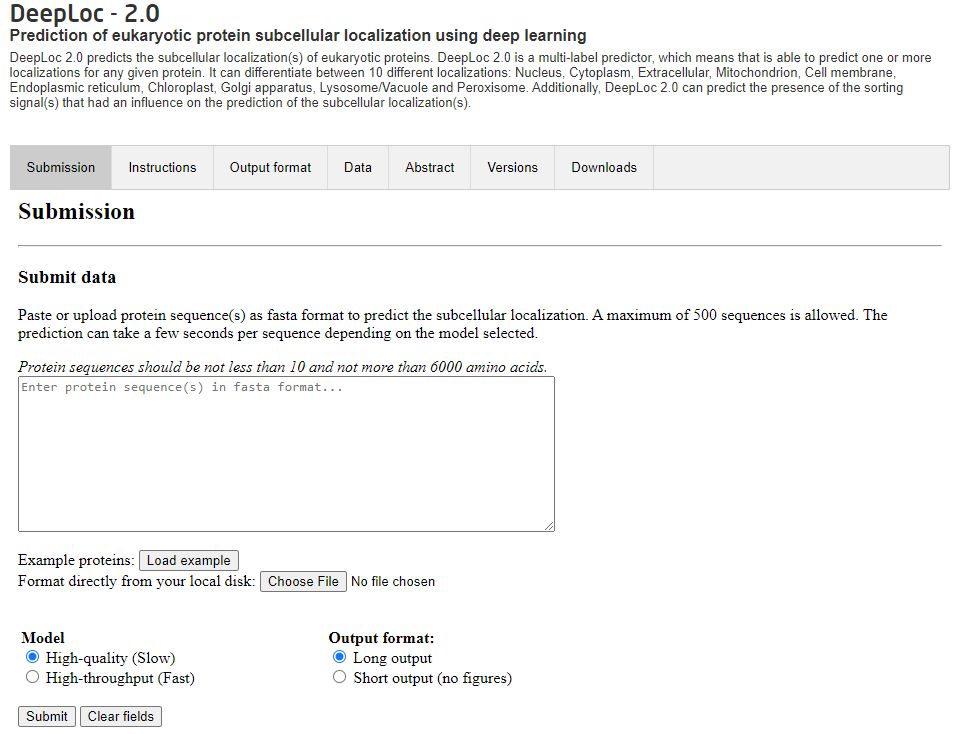 DeepLoc - 2.0
Prediction of eukaryotic protein subcellular localization using deep learning
DeepLoc 2.0 predicts the subcellular localization(s) of eukaryotic proteins. DeepLoc 2.0 is a multi-label predictor, which means that is able to predict one or more
localizations for any given protein. It can differentiate between 10 different localizations: Nucleus, Cytoplasm, Extracellular, Mitochondrion, Cell membrane,
Endoplasmic reticulum, Chloroplast, Golgi apparatus, Lysosome/Vacuole and Peroxisome. Additionally, DeepLoc 2.0 can predict the presence of the sorting
signal(s) that had an influence on the prediction of the subcellular localization(s).
Submission Instructions Output format Data Abstract Versions Downloads
Submission
Submit data
Paste or upload protein sequence(s) as fasta format to predict the subcellular localization. A maximum of 500 sequences is allowed. The
prediction can take a few seconds per sequence depending on the model selected.
Protein sequences should be not less than 10 and not more than 6000 amino acids.
Enter protein sequence(s) in fasta format...
Example proteins: Load example
Format directly from your local disk: Choose File No file chosen
Model Output format:
High-quality (Slow) Long output
High-throughput (Fast) Short output (no figures)
Submit Clear fields